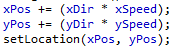 xPos += (xDir * xSpeed);
yPos += (yDir * ySpeed);
setLocation(xPos, yPos);